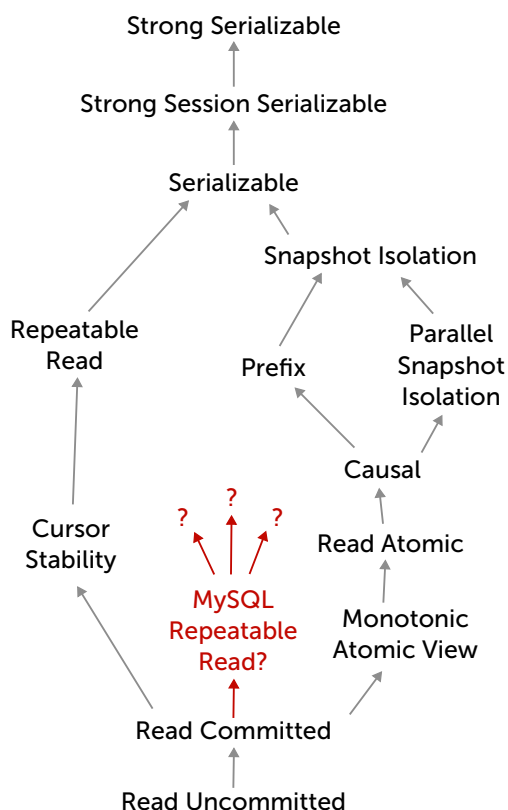 Strong Serializable
Strong Session Serializable
Serializable
Snapshot Isolation
Repeatable
Read
Prefix
Parallel
Snapshot
Isolation
Causal
?
?
?
Cursor
Stability
Read Atomic
MySQL
Repeatable
Read?
Monotonic
Atomic View
Read Committed
Read Uncommitted